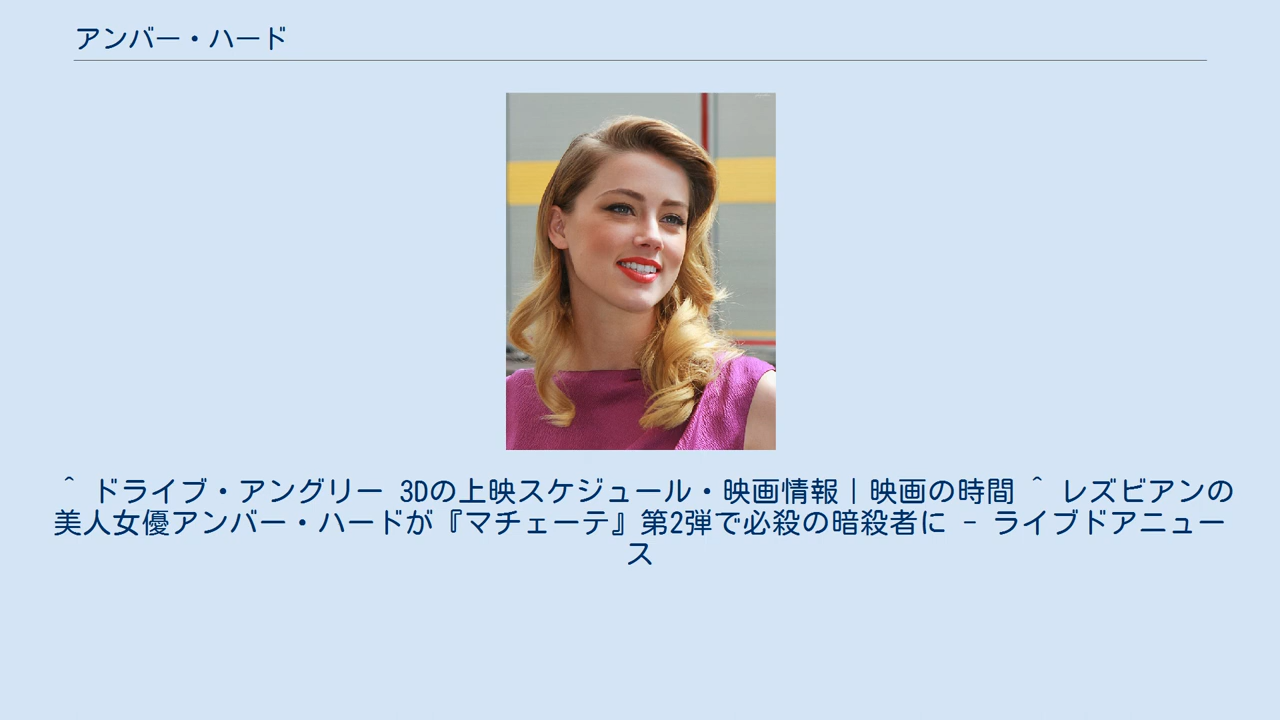 アンバー・ハード
^ ドライブ・アングリー 3Dの上映スケジュール・映画情報｜映画の時間 ^ レズビアンの
美人女優アンバー・ハードが『マチェーテ』第2弾で必殺の暗殺者に - ライブドアニュー
ス